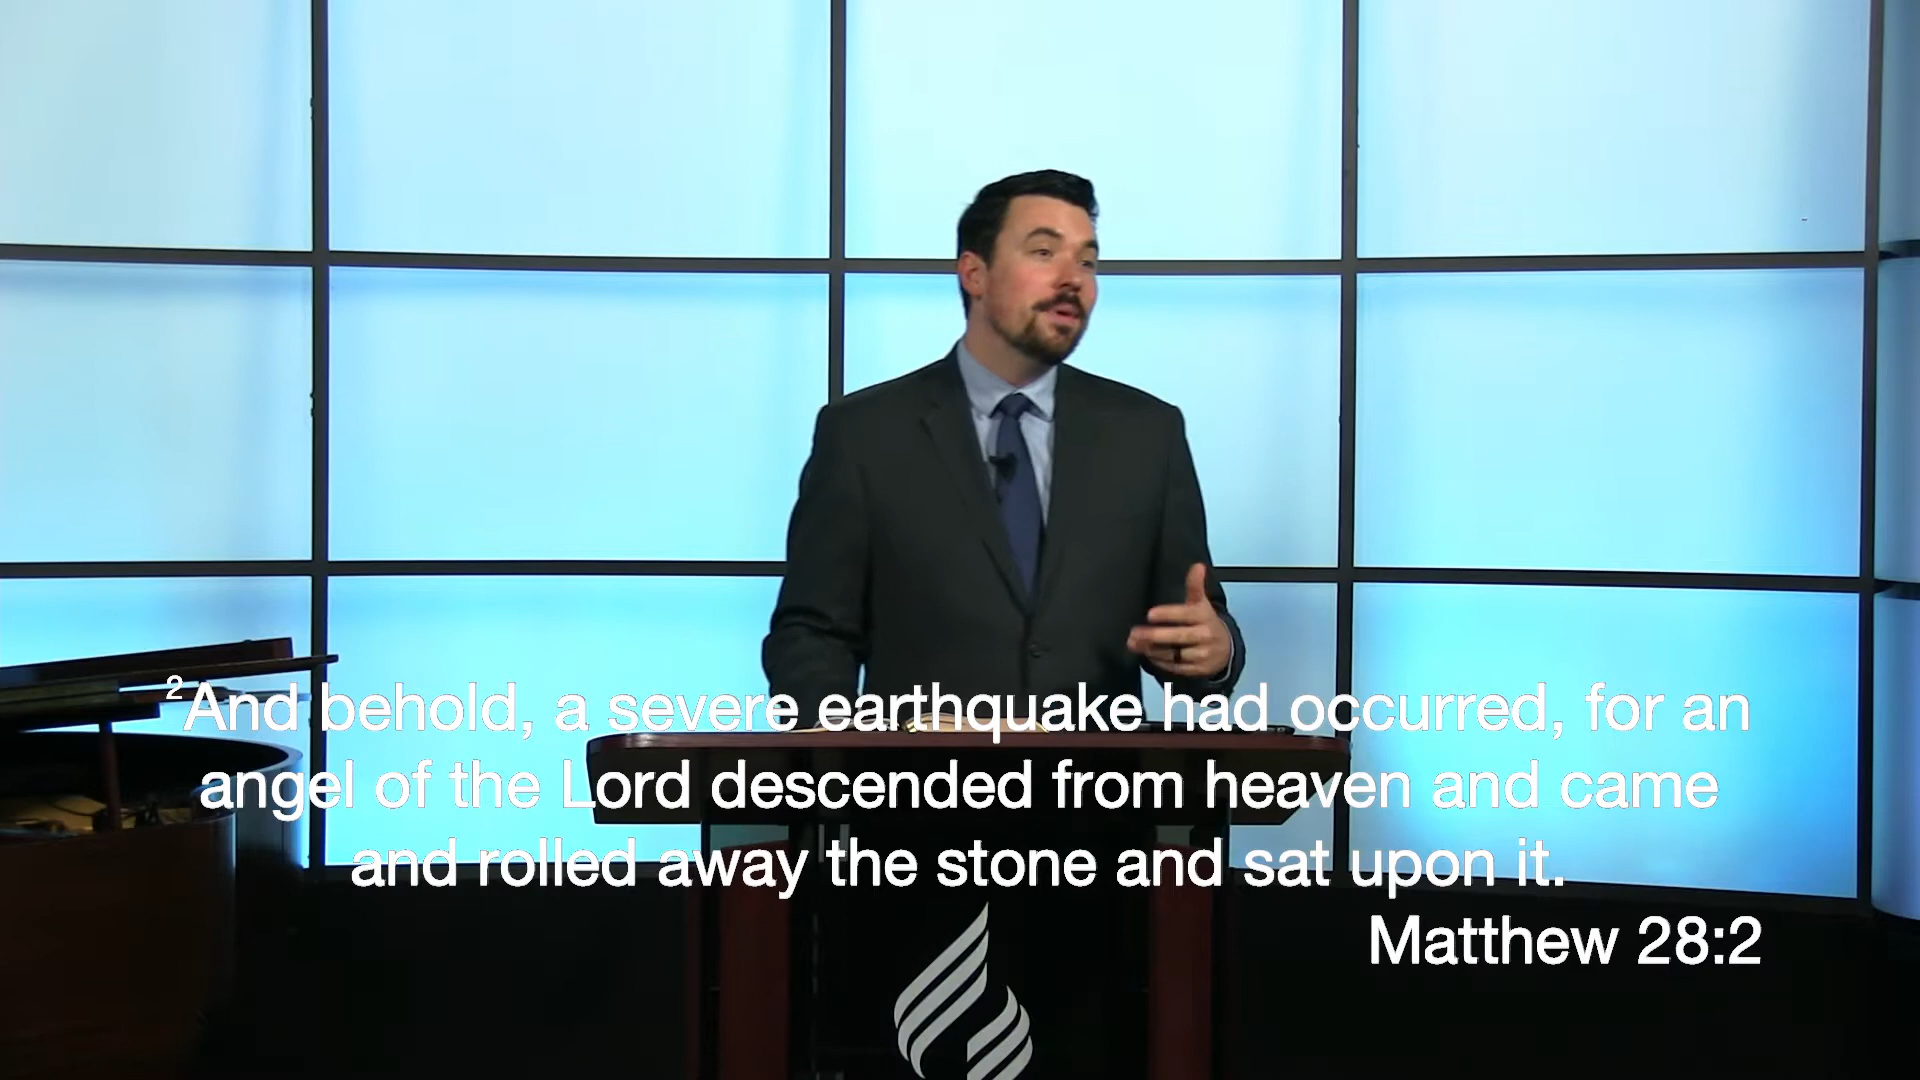 ²And behold, a severe earthquake had occurred, for an
angel of the Lord descended from heaven and came
and rolled away the stone and sat upon it.
Matthew 28:2